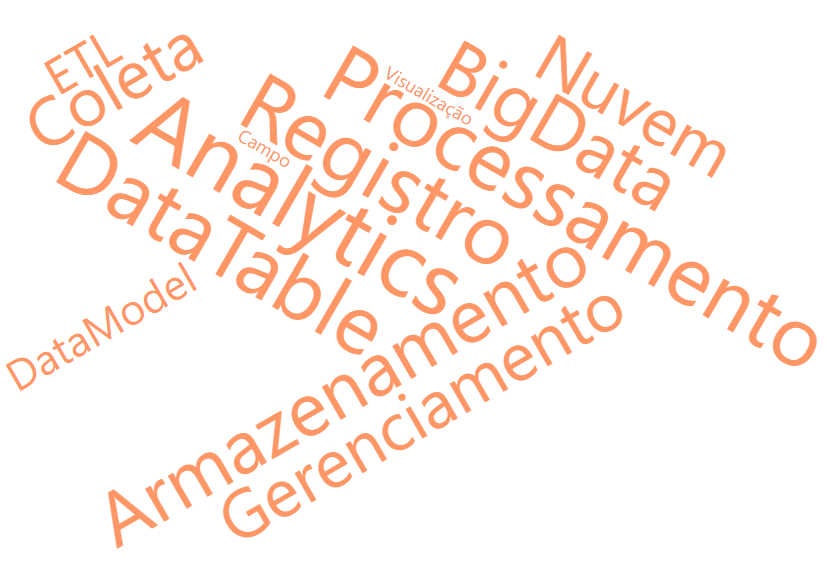 ETL
Coleta
Nuvem
BigData
Visualização
Processamento
Registro
Campo
Analytics
DataTable
DataModel
Armazenamento
Gerenciamento